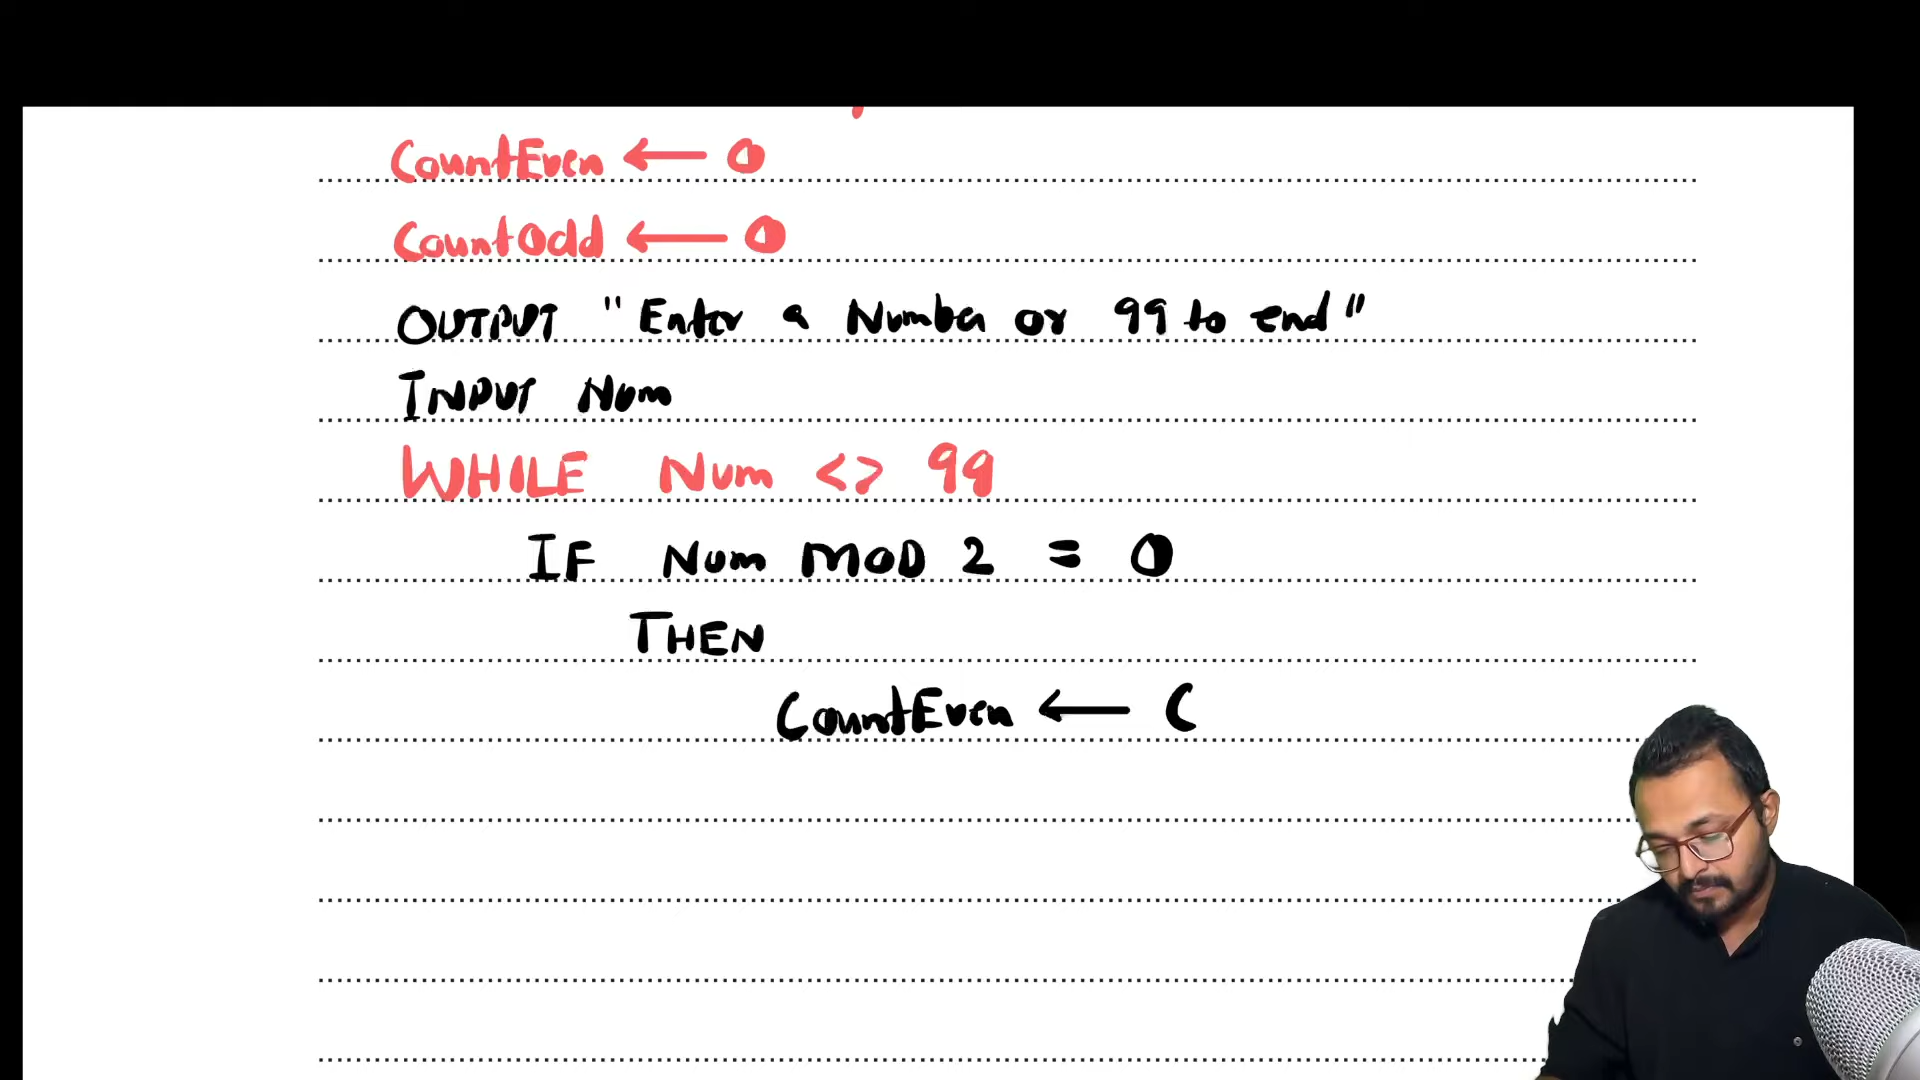 CountEven ← 0
CountOdd ← 0
OUTPUT "Enter a Number or 99 to end"
INPUT Num
WHILE Num <> 99
IF Num MOD 2 = 0
THEN
CountEven ← C